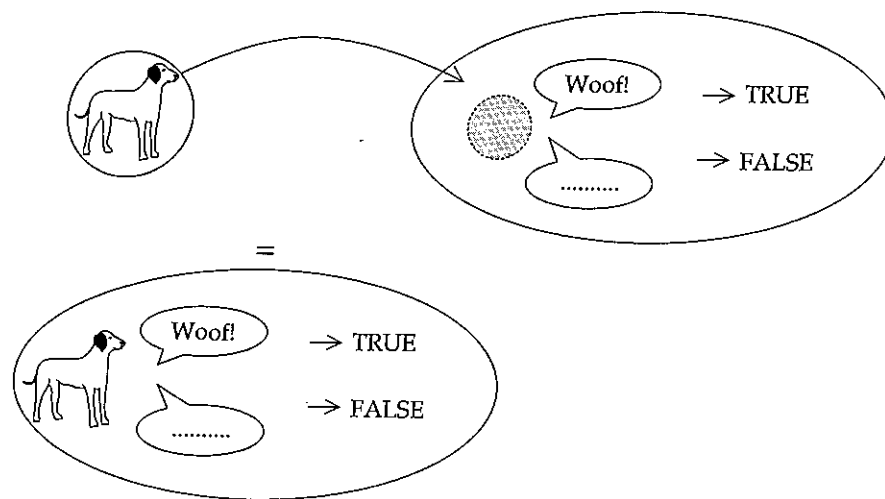 Woof! → TRUE
.......... → FALSE
=
Woof! → TRUE
.......... → FALSE